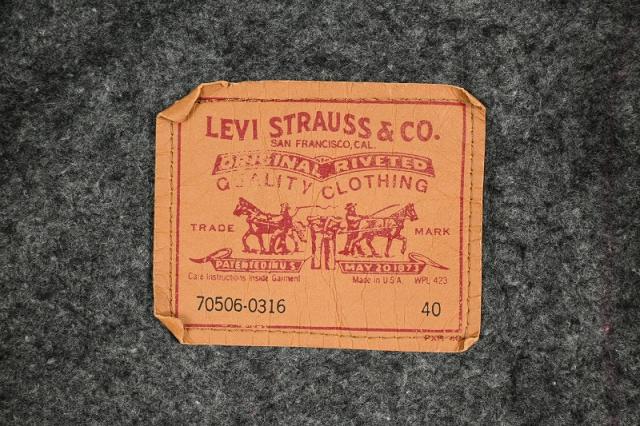 LEVI STRAUSS & CO.
SAN FRANCISCO, CAL.
ORIGINAL RIVETED
QUALITY CLOTHING
TRADE MARK
PATENTED IN U.S. MAY 20 1873
Care Instructions Inside Garment Made in U.S.A. WPL 423
70506-0316 40